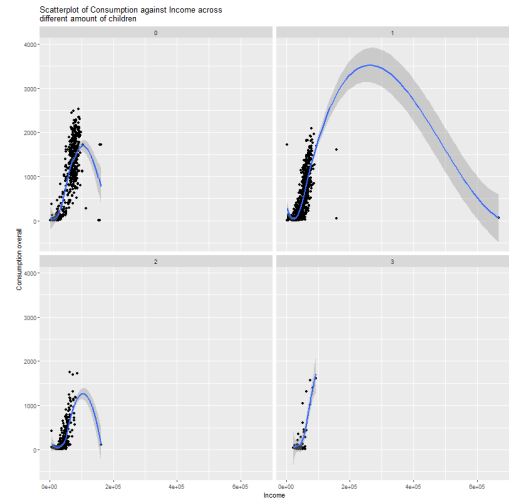 Scatterplot of Consumption against Income across
different amount of children
0
1
4000
3000
2000
1000
0
2
3
4000
3000
2000
1000
0
0e+00
2e+05
4e+05
6e+05
0e+00
2e+05
4e+05
6e+05
Consumption overall
Income